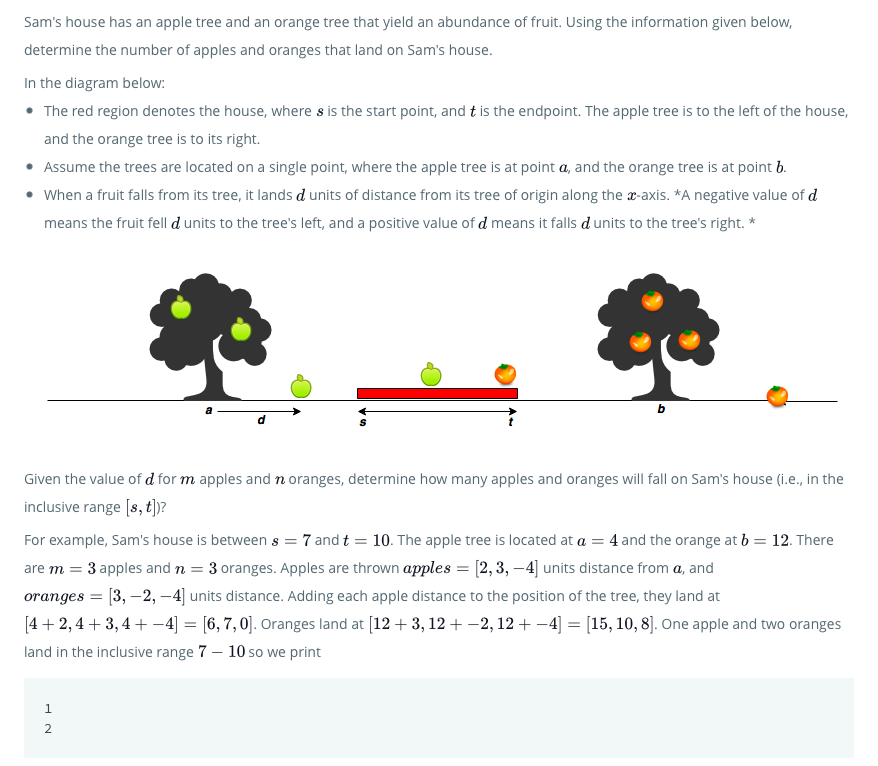 Sam's house has an apple tree and an orange tree that yield an abundance of fruit. Using the information given below,
determine the number of apples and oranges that land on Sam's house.
In the diagram below:
• The red region denotes the house, where s is the start point, and t is the endpoint. The apple tree is to the left of the house,
and the orange tree is to its right.
• Assume the trees are located on a single point, where the apple tree is at point a, and the orange tree is at point b.
• When a fruit falls from its tree, it lands d units of distance from its tree of origin along the x-axis. *A negative value of d
means the fruit fell d units to the tree's left, and a positive value of d means it falls d units to the tree's right. *
a
d
s
t
b
Given the value of d for m apples and n oranges, determine how many apples and oranges will fall on Sam's house (i.e., in the
inclusive range [s, t])?
For example, Sam's house is between s = 7 and t = 10. The apple tree is located at a = 4 and the orange at b = 12. There
are m = 3 apples and n = 3 oranges. Apples are thrown apples = [2, 3, −4] units distance from a, and
oranges = [3, −2, −4] units distance. Adding each apple distance to the position of the tree, they land at
[4 + 2, 4 + 3, 4 + −4] = [6, 7, 0]. Oranges land at [12 + 3, 12 + −2, 12 + −4] = [15, 10, 8]. One apple and two oranges
land in the inclusive range 7 − 10 so we print
1
2